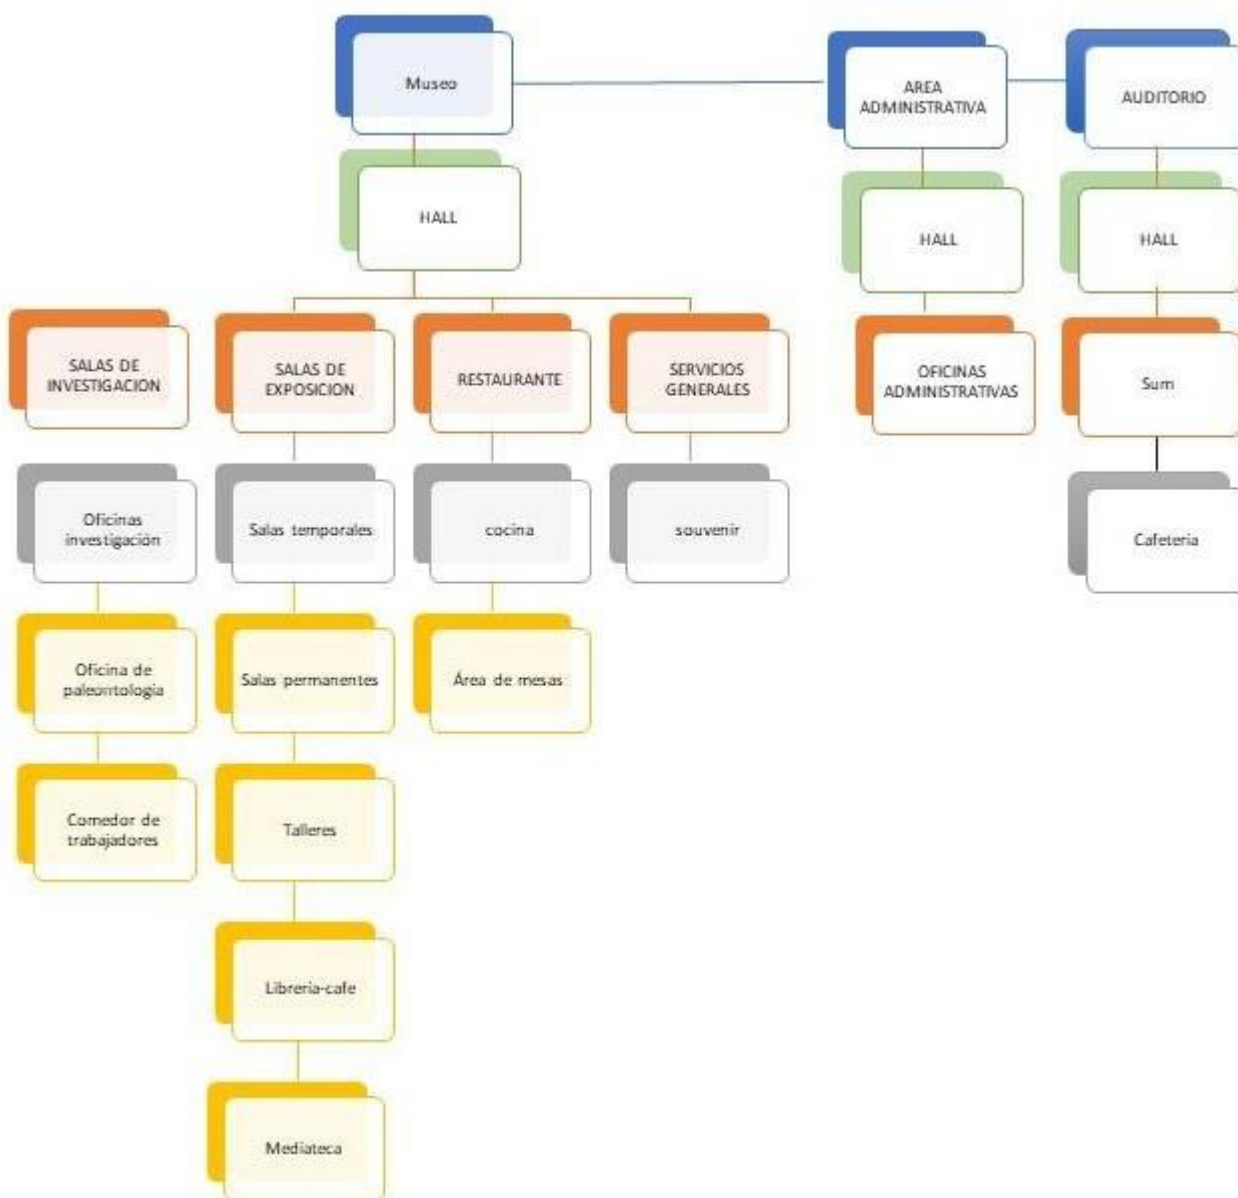 Museo
AREA
ADMINISTRATIVA
AUDITORIO
HALL
HALL
HALL
SALAS DE
INVESTIGACION
SALAS DE
EXPOSICION
RESTAURANTE
SERVICIOS
GENERALES
OFICINAS
ADMINISTRATIVAS
Sum
Oficinas
investigación
Salas temporales
cocina
souvenir
Cafeteria
Oficina de
paleontologia
Salas permanentes
Área de mesas
Comedor de
trabajadores
Talleres
Libreria-cafe
Mediateca